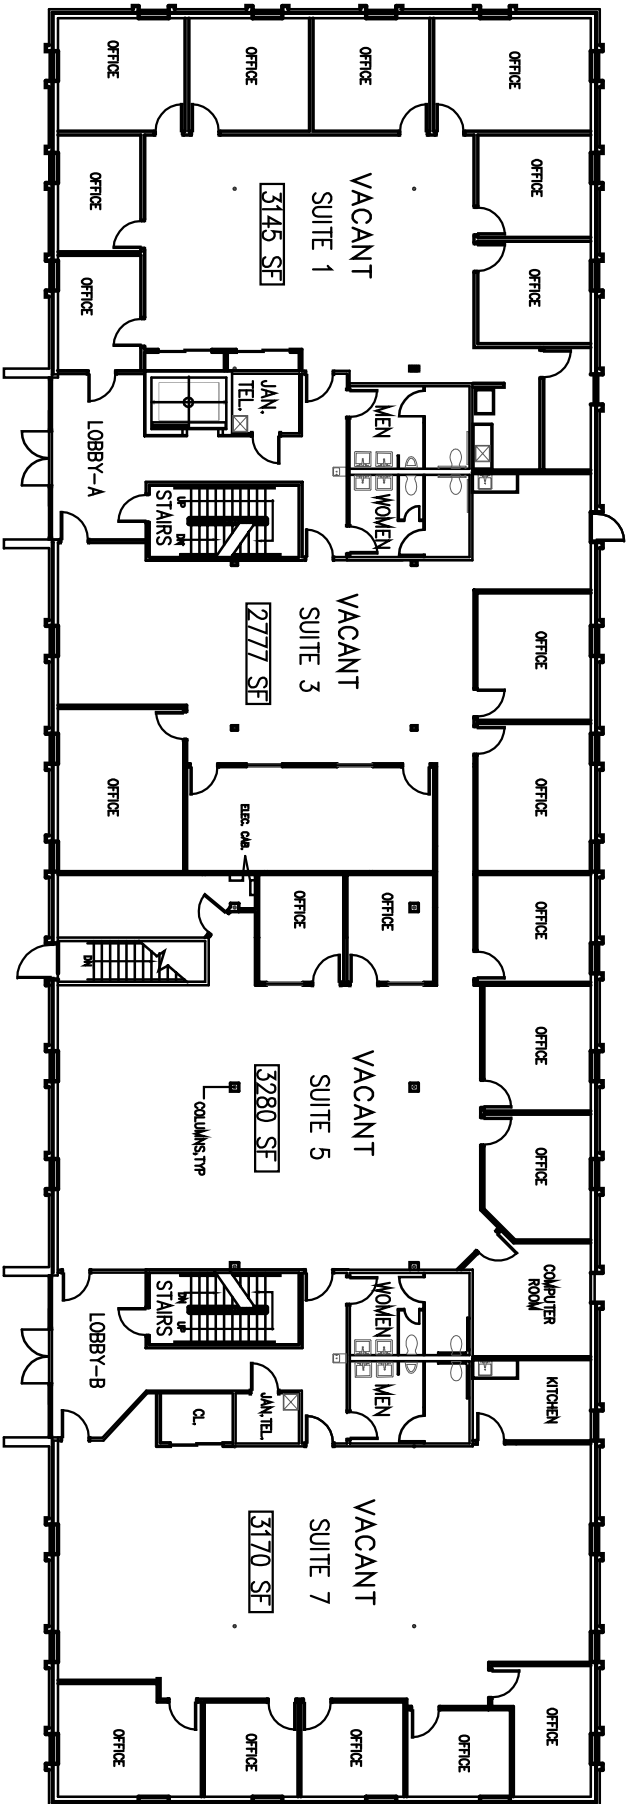 OFFICE
OFFICE
OFFICE
OFFICE
OFFICE
OFFICE
OFFICE
OFFICE
VACANT
SUITE 1
3145 SF
JAN.
TEL.
MEN
WOMEN
LOBBY-A
STAIRS
UP
DN
VACANT
SUITE 3
2777 SF
OFFICE
OFFICE
OFFICE
ELEC. CAB.
OFFICE
OFFICE
OFFICE
DN
OFFICE
OFFICE
VACANT
SUITE 5
3280 SF
COLUMNS,TYP
COMPUTER
ROOM
KITCHEN
WOMEN
MEN
STAIRS
DN
UP
LOBBY-B
JAN.TEL.
CL.
VACANT
SUITE 7
3170 SF
OFFICE
OFFICE
OFFICE
OFFICE
OFFICE